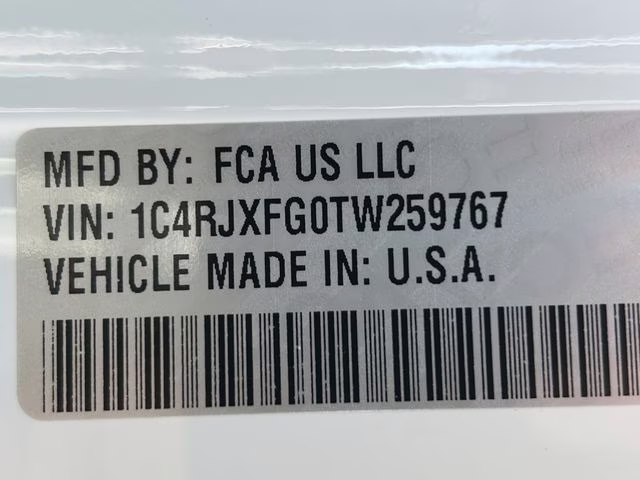 MFD BY: FCA US LLC
VIN: 1C4RJXFG0TW259767
VEHICLE MADE IN: U.S.A.